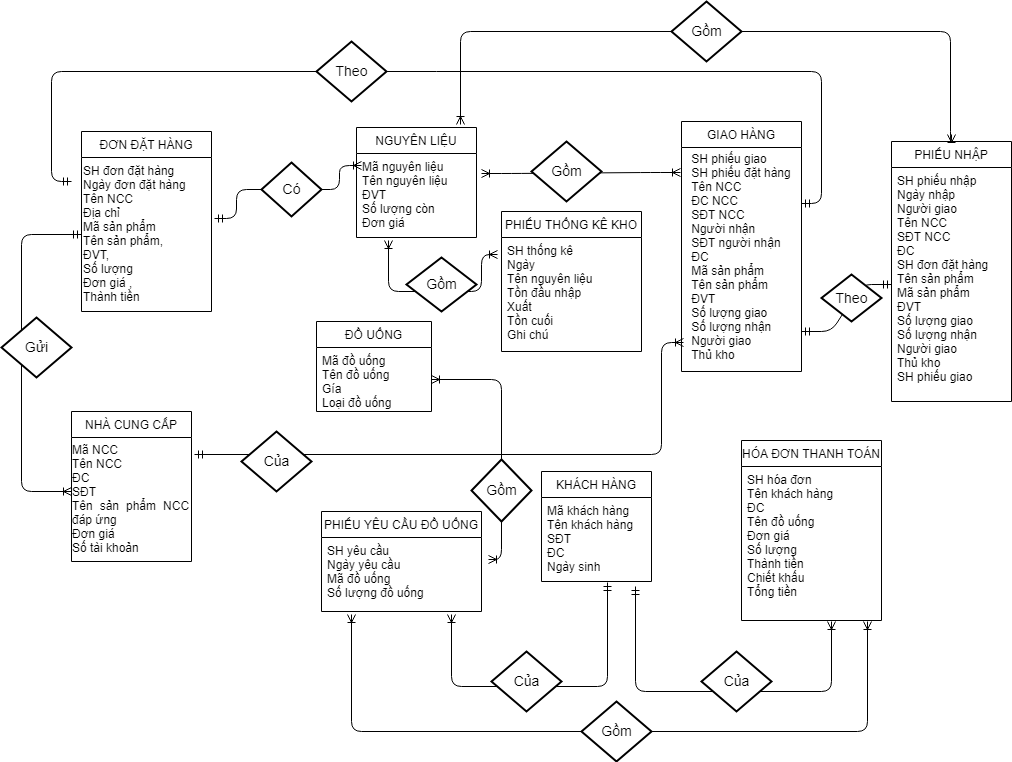 Gồm
Theo
ĐƠN ĐẶT HÀNG
SH đơn đặt hàng
Ngày đơn đặt hàng
Tên NCC
Địa chỉ
Mã sản phẩm
Tên sản phẩm,
ĐVT,
Số lượng
Đơn giá ,
Thành tiền
Có
NGUYÊN LIỆU
Mã nguyên liệu
Tên nguyên liệu
ĐVT
Số lượng còn
Đơn giá
Gồm
GIAO HÀNG
SH phiếu giao
SH phiếu đặt hàng
Tên NCC
ĐC NCC
SĐT NCC
Người nhận
SĐT người nhận
ĐC
Mã sản phẩm
Tên sản phẩm
ĐVT
Số lượng giao
Số lượng nhận
Người giao
Thủ kho
PHIẾU NHẬP
SH phiếu nhập
Ngày nhập
Người giao
Tên NCC
SĐT NCC
ĐC
SH đơn đặt hàng
Tên sản phẩm
Mã sản phẩm
ĐVT
Số lượng giao
Số lượng nhận
Người giao
Thủ kho
SH phiếu giao
PHIẾU THỐNG KÊ KHO
SH thống kê
Ngày
Tên nguyên liệu
Tồn đầu nhập
Xuất
Tồn cuối
Ghi chú
Gồm
Theo
Gửi
ĐỒ UỐNG
Mã đồ uống
Tên đồ uống
Gía
Loại đồ uống
NHÀ CUNG CẤP
Mã NCC
Tên NCC
ĐC
SĐT
Tên sản phẩm NCC
đáp ứng
Đơn giá
Số tài khoản
Của
Gồm
PHIẾU YÊU CẦU ĐỒ UỐNG
SH yêu cầu
Ngày yêu cầu
Mã đồ uống
Số lượng đồ uống
KHÁCH HÀNG
Mã khách hàng
Tên khách hàng
SĐT
ĐC
Ngày sinh
HÓA ĐƠN THANH TOÁN
SH hóa đơn
Tên khách hàng
ĐC
Tên đồ uống
Đơn giá
Số lượng
Thành tiền
Chiết khấu
Tổng tiền
Của
Của
Gồm